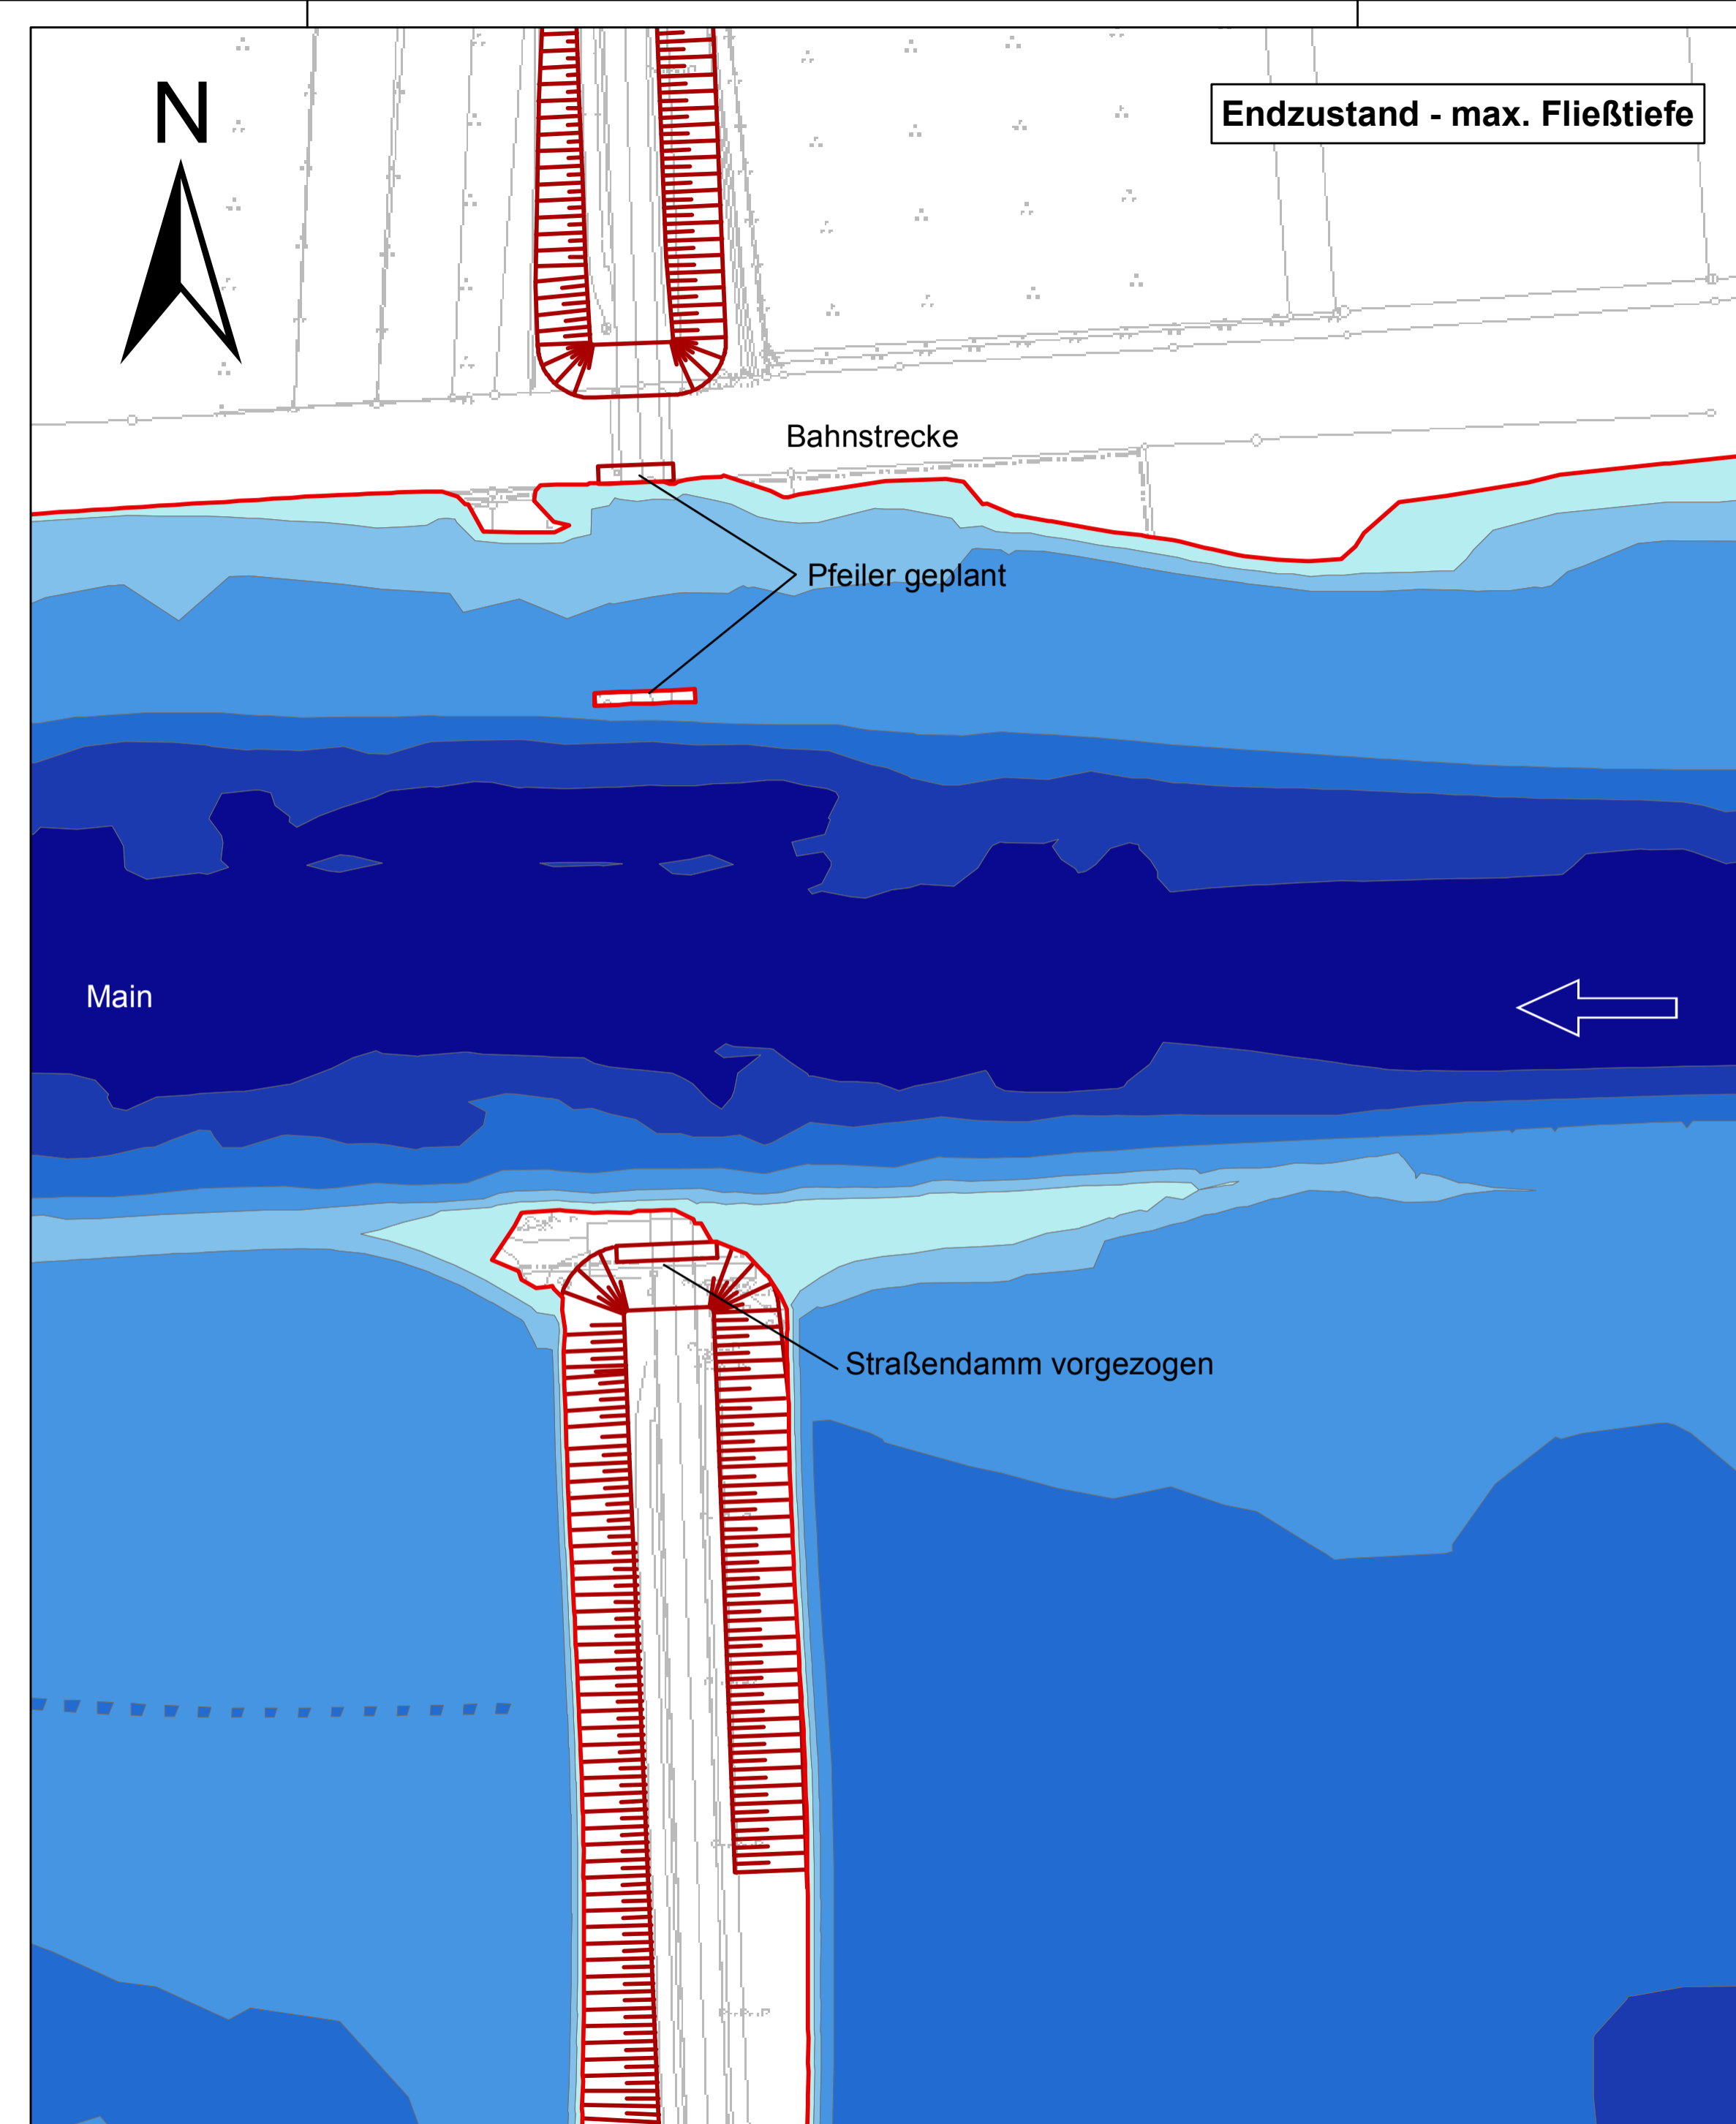 N
Endzustand - max. Fließtiefe
Bahnstrecke
Pfeiler geplant
Main
Straßendamm vorgezogen